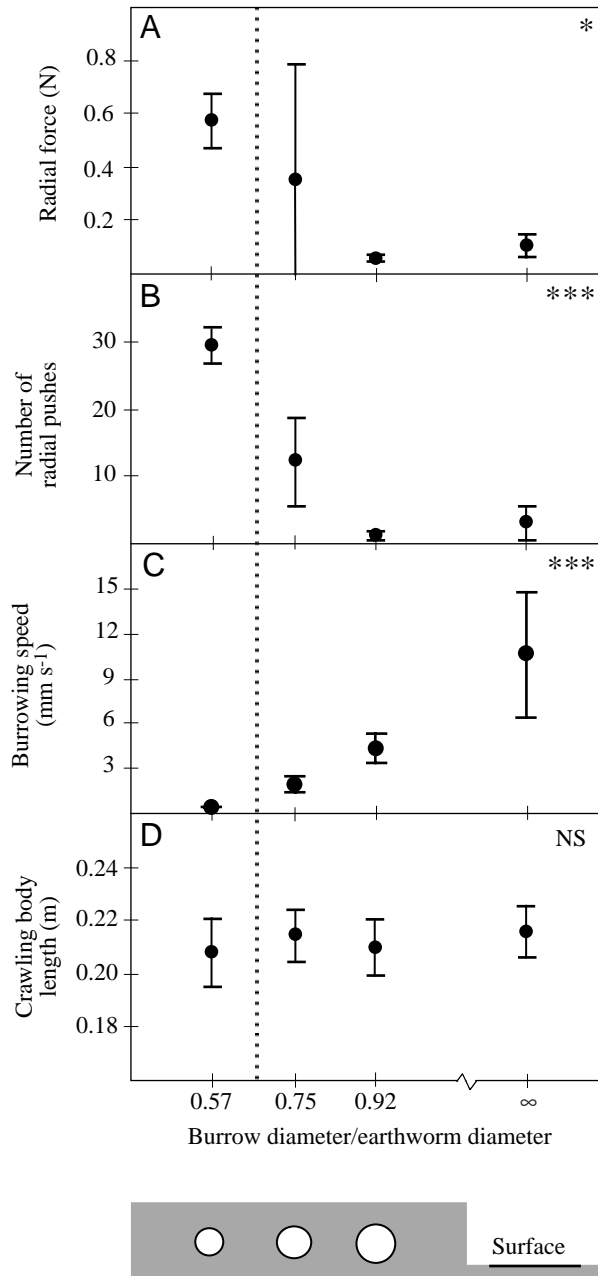 A
*
Radial force (N)
0.8
0.6
0.4
0.2
B
***
Number of
radial pushes
30
20
10
C
***
Burrowing speed
(mm s-1)
15
12
9
6
3
D
NS
Crawling body
length (m)
0.24
0.22
0.20
0.18
0.57 0.75 0.92 ∞
Burrow diameter/earthworm diameter
Surface